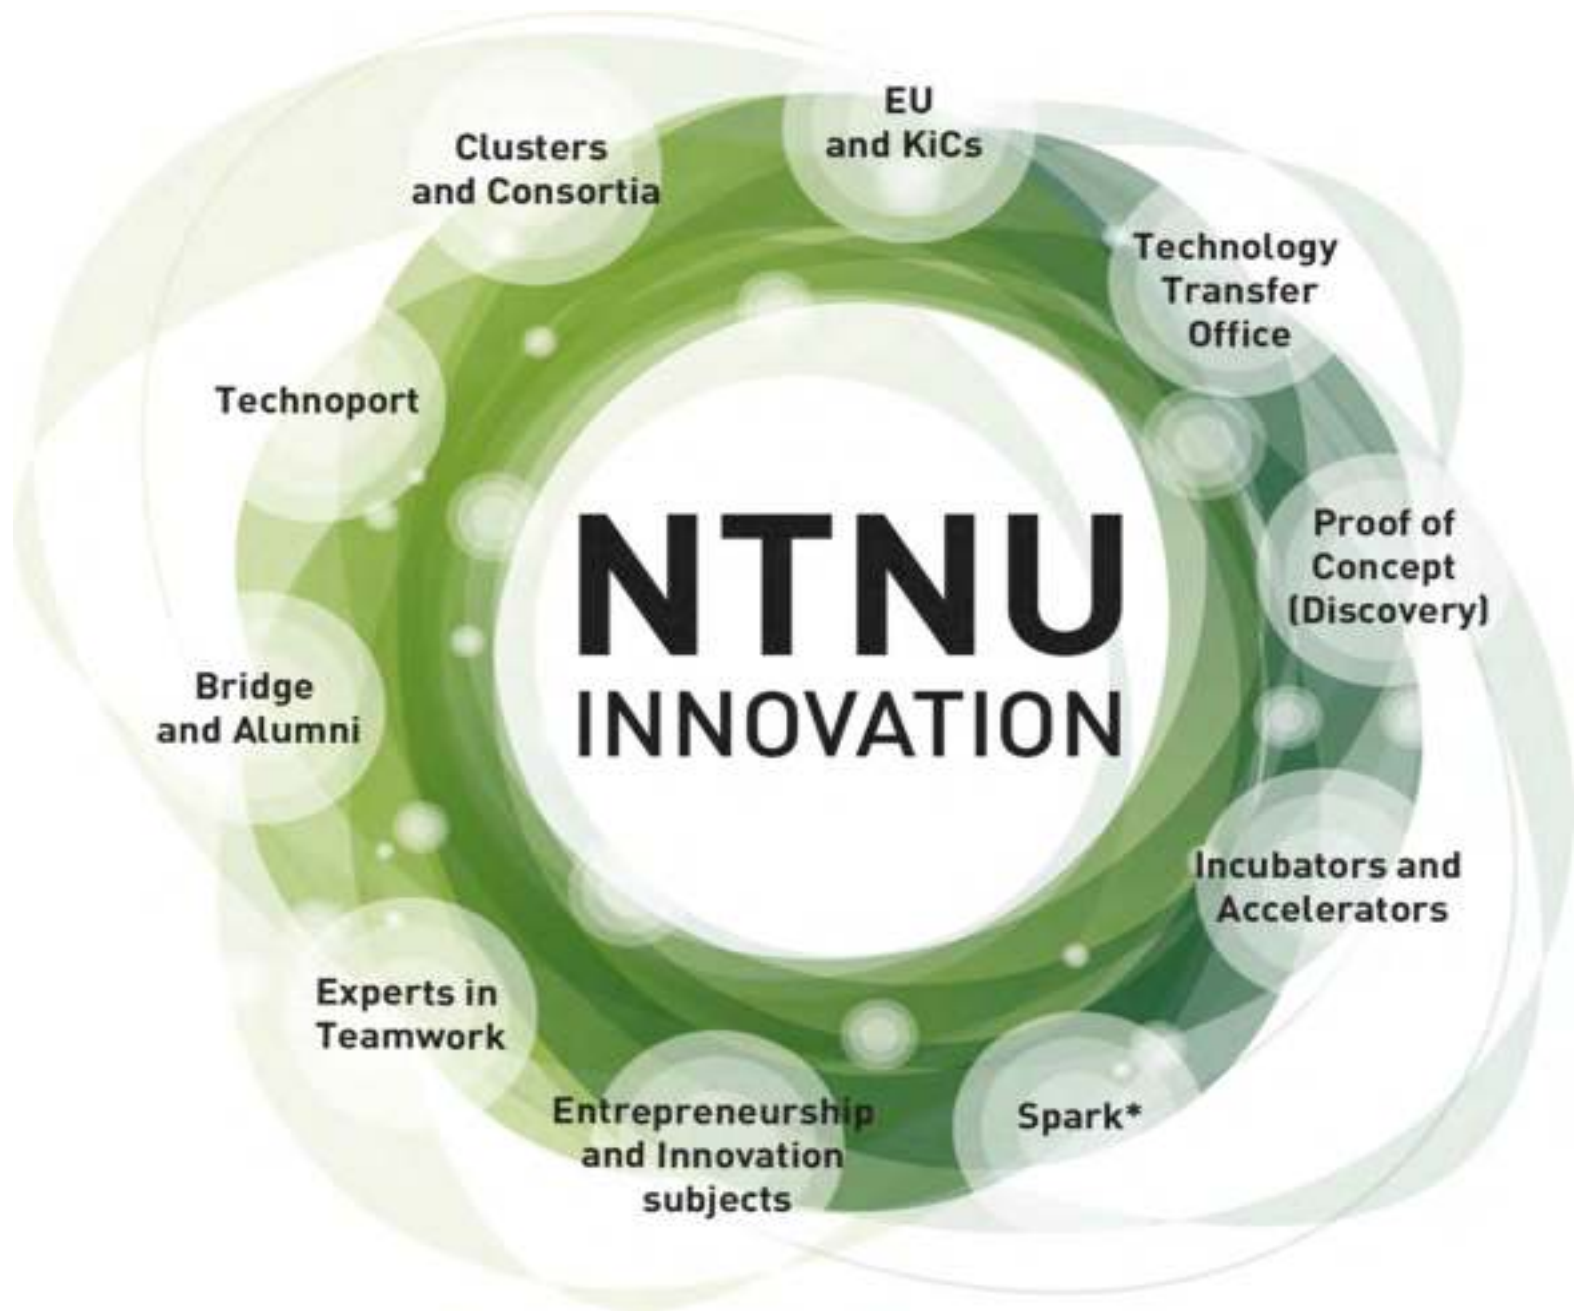 EU
and KiCs
Clusters
and Consortia
Technology
Transfer
Office
Technoport
NTNU
INNOVATION
Proof of
Concept
(Discovery)
Bridge
and Alumni
Incubators and
Accelerators
Experts in
Teamwork
Entrepreneurship
and Innovation
subjects
Spark*